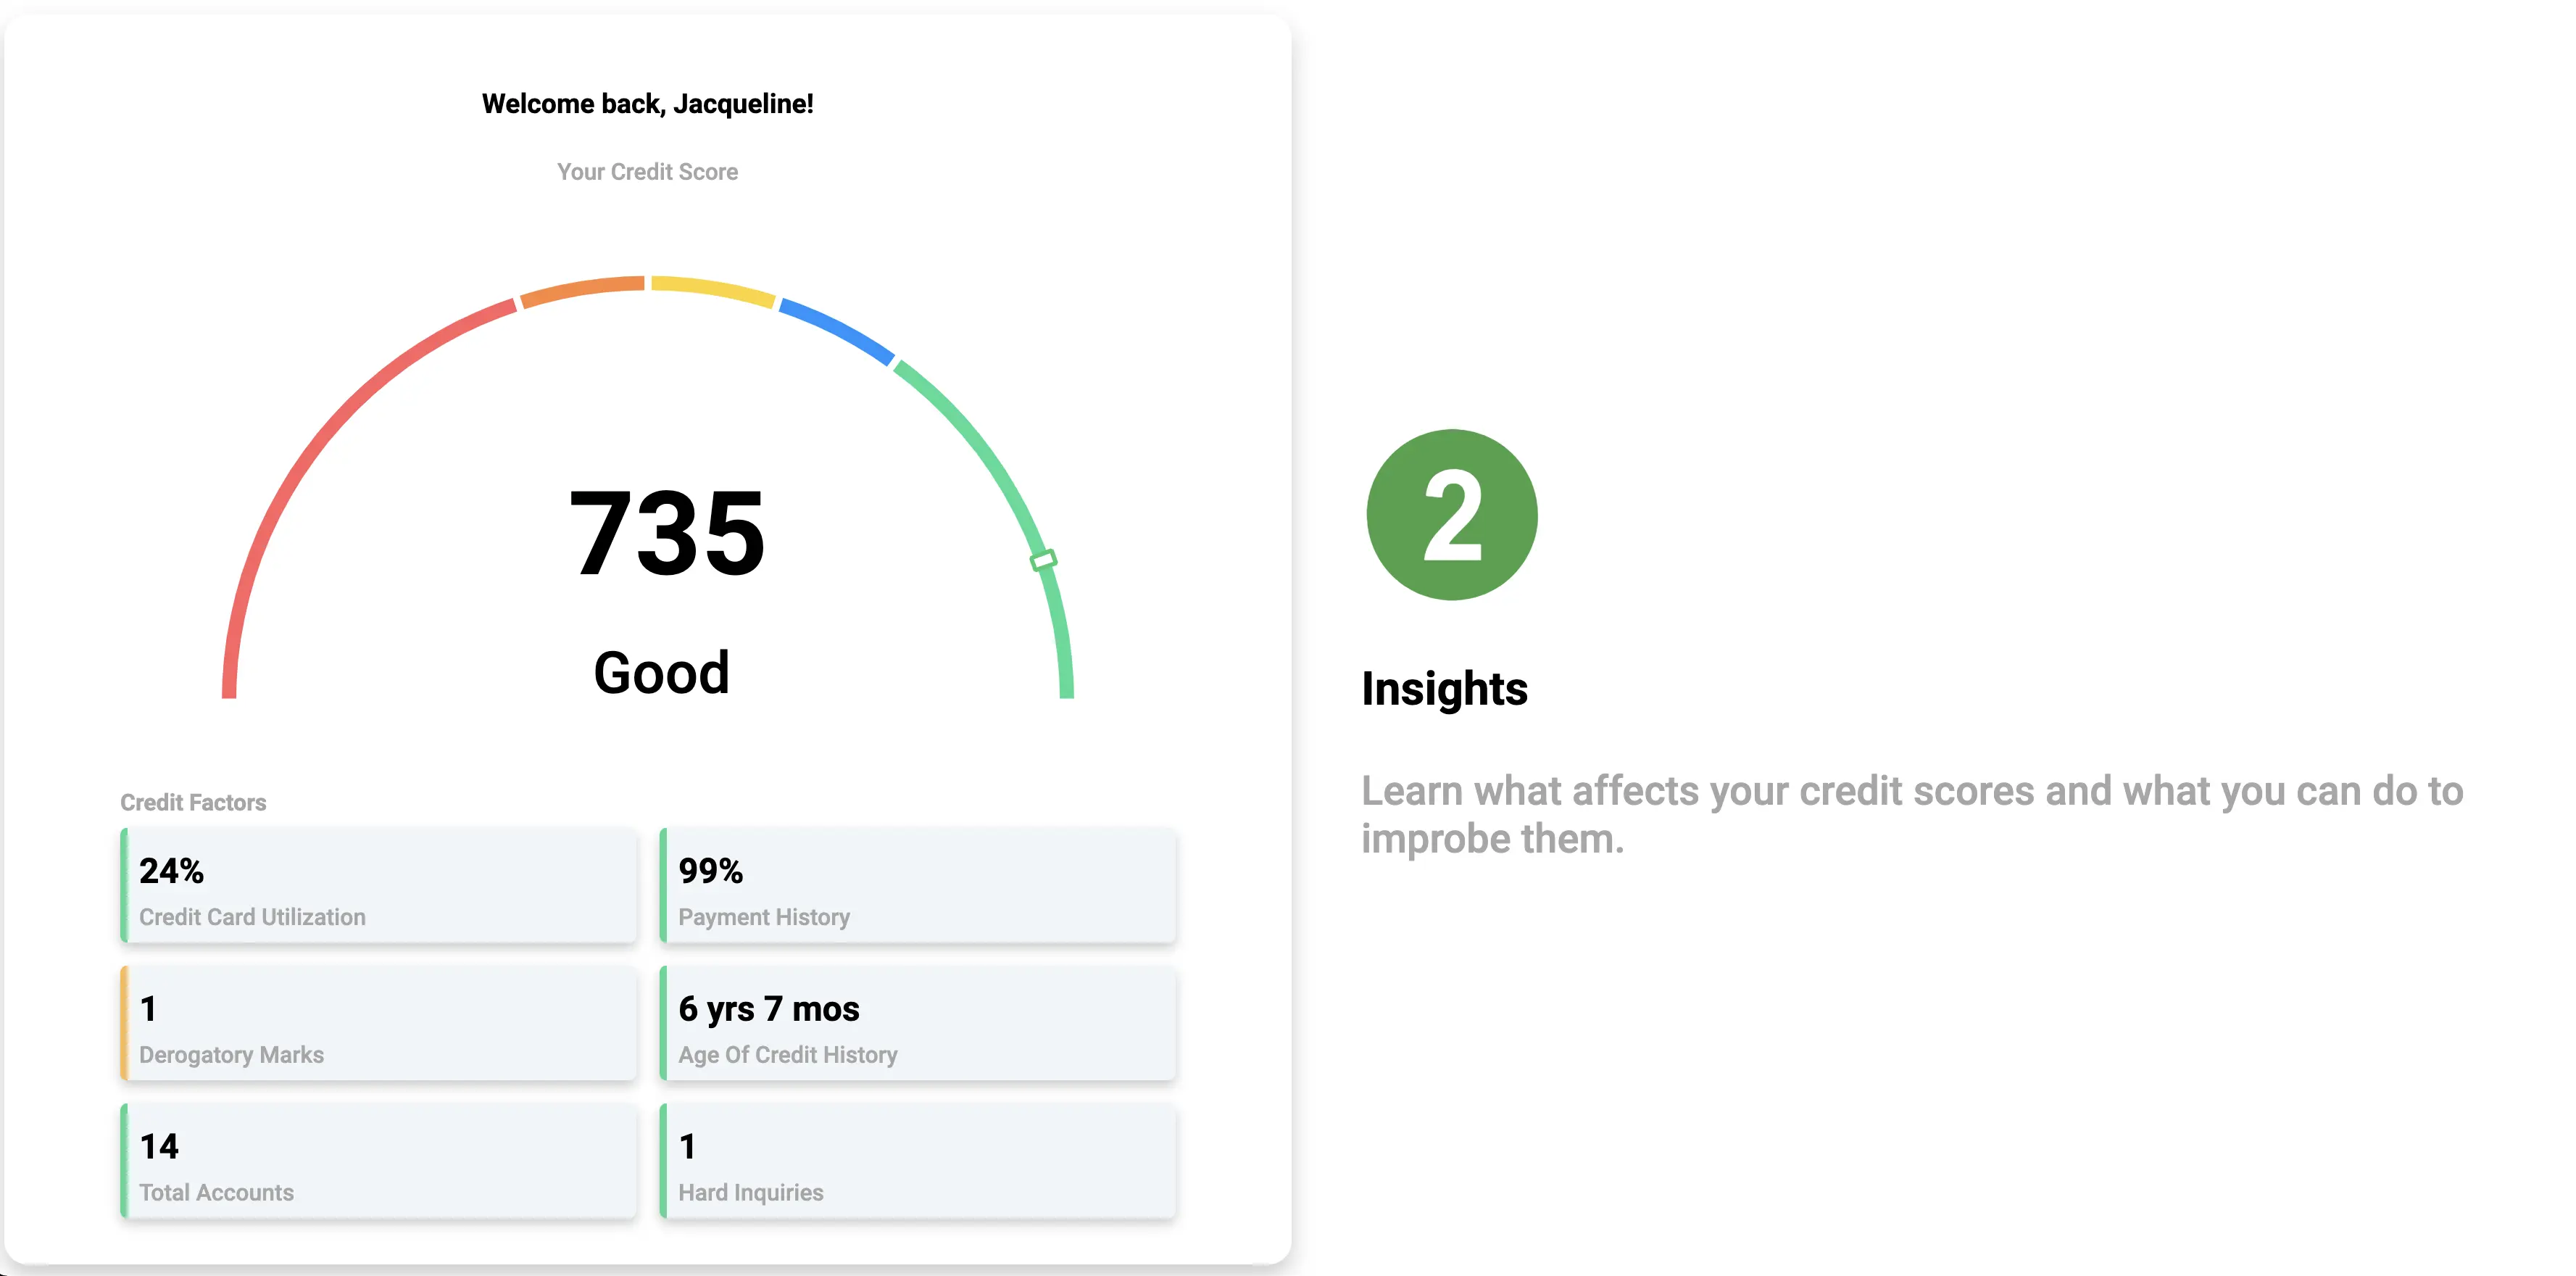 Welcome back, Jacqueline!
Your Credit Score
735
Good
Credit Factors
24%
Credit Card Utilization
99%
Payment History
1
Derogatory Marks
6 yrs 7 mos
Age Of Credit History
14
Total Accounts
1
Hard Inquiries
2
Insights
Learn what affects your credit scores and what you can do to
improbe them.